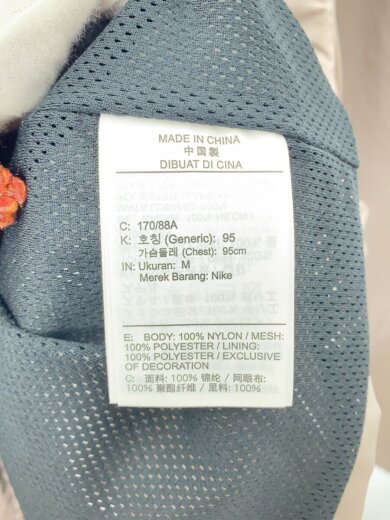 MADE IN CHINA
中国製
DIBUAT DI CINA
C: 170/88A
K: 호칭 (Generic): 95
가슴둘레 (Chest): 95cm
IN: Ukuran: M
Merek Barang: Nike
E: BODY: 100% NYLON / MESH:
100% POLYESTER / LINING:
100% POLYESTER / EXCLUSIVE
OF DECORATION
C: 面料: 100% 锦纶 / 网眼布:
100% 聚酯纤维 / 里料: 100%